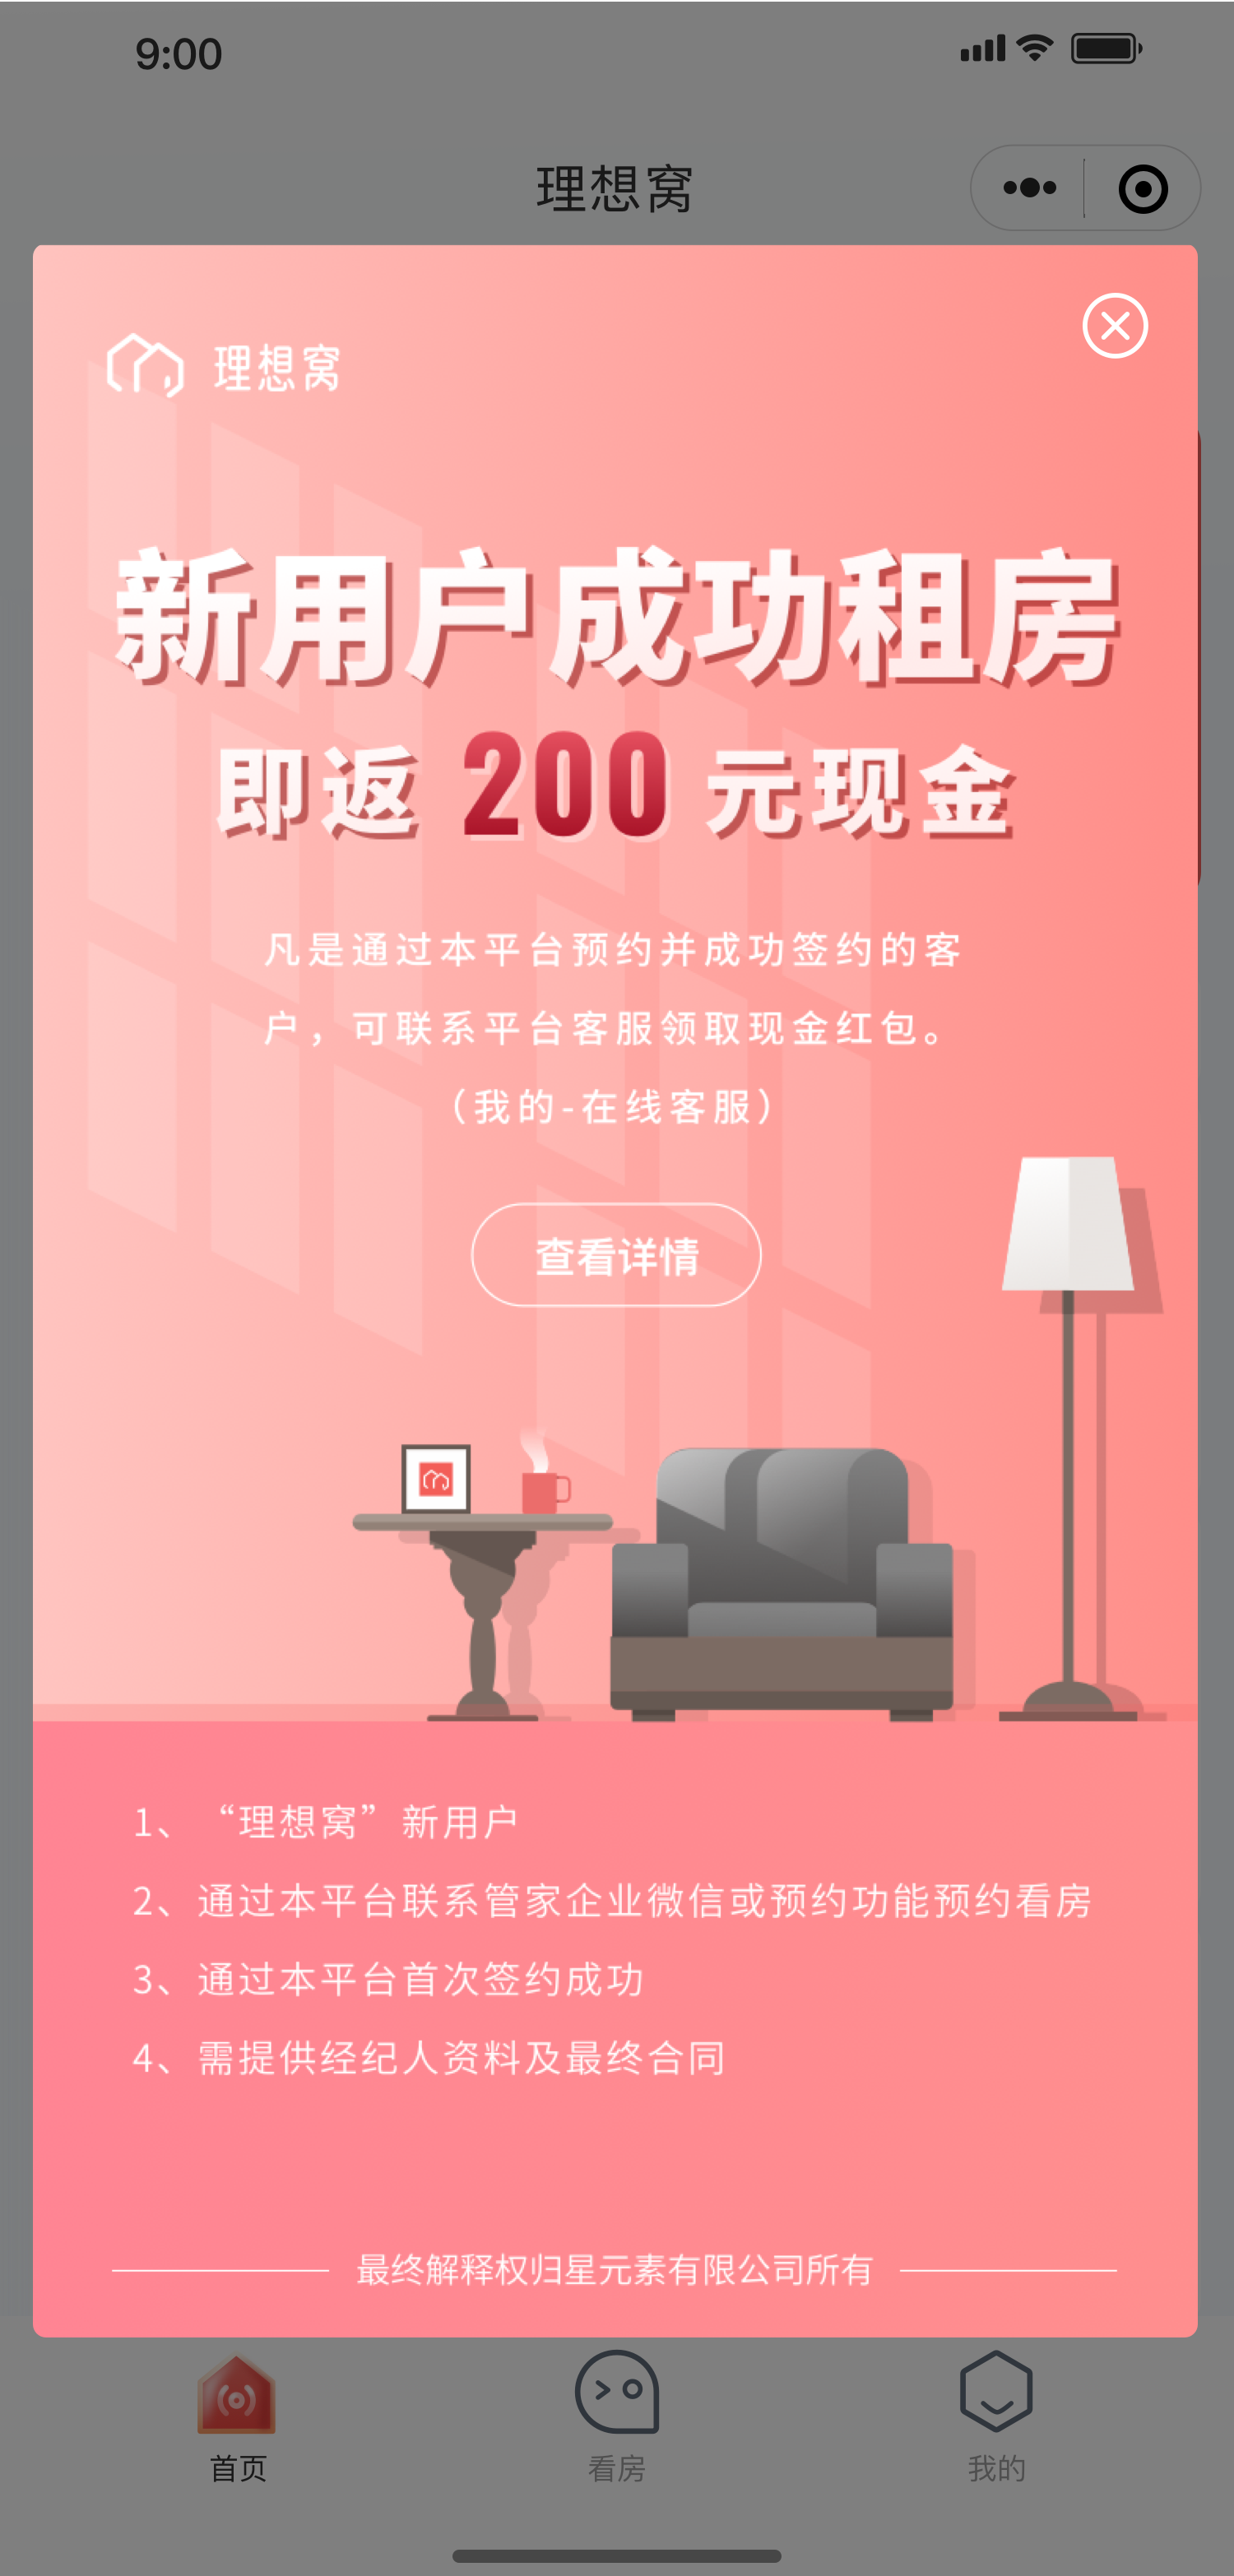 9:00
理想窝
理想窝
新用户成功租房
即返 200 元现金
凡是通过本平台预约并成功签约的客
户，可联系平台客服领取现金红包。
（我的-在线客服）
查看详情
1、“理想窝”新用户
2、通过本平台联系管家企业微信或预约功能预约看房
3、通过本平台首次签约成功
4、需提供经纪人资料及最终合同
最终解释权归星元素有限公司所有
首页
看房
我的